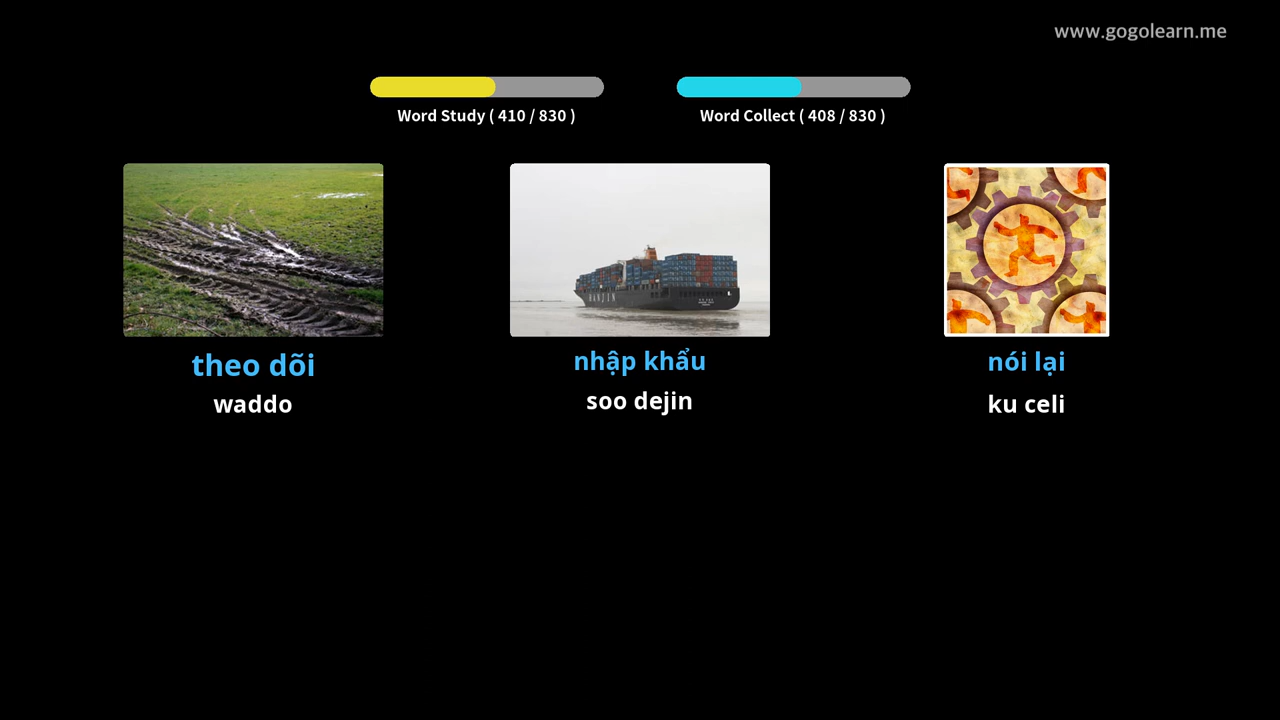 www.gogolearn.me
Word Study ( 410 / 830 )
Word Collect ( 408 / 830 )
HANJIN
theo dõi
nhập khẩu
nói lại
waddo
soo dejin
ku celi